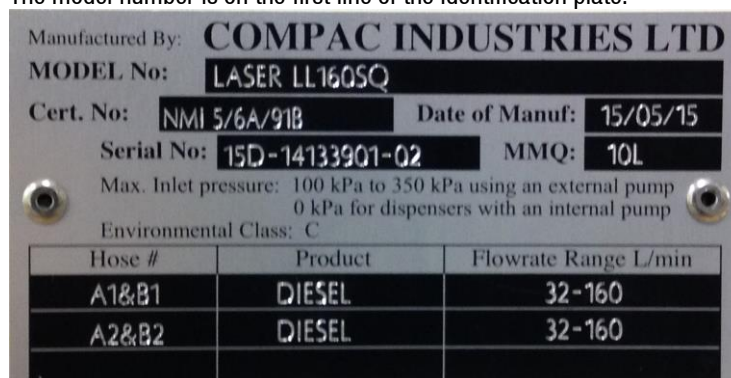 The model number is on the first line of the identification plate.
Manufactured By: COMPAC INDUSTRIES LTD
MODEL No: LASER LL160SQ
Cert. No: NMI 5/6A/91B Date of Manuf: 15/05/15
Serial No: 15D-14133901-02 MMQ: 10L
Max. Inlet pressure: 100 kPa to 350 kPa using an external pump
0 kPa for dispensers with an internal pump
Environmental Class: C
Hose # Product Flowrate Range L/min
A1&B1 DIESEL 32-160
A2&B2 DIESEL 32-160